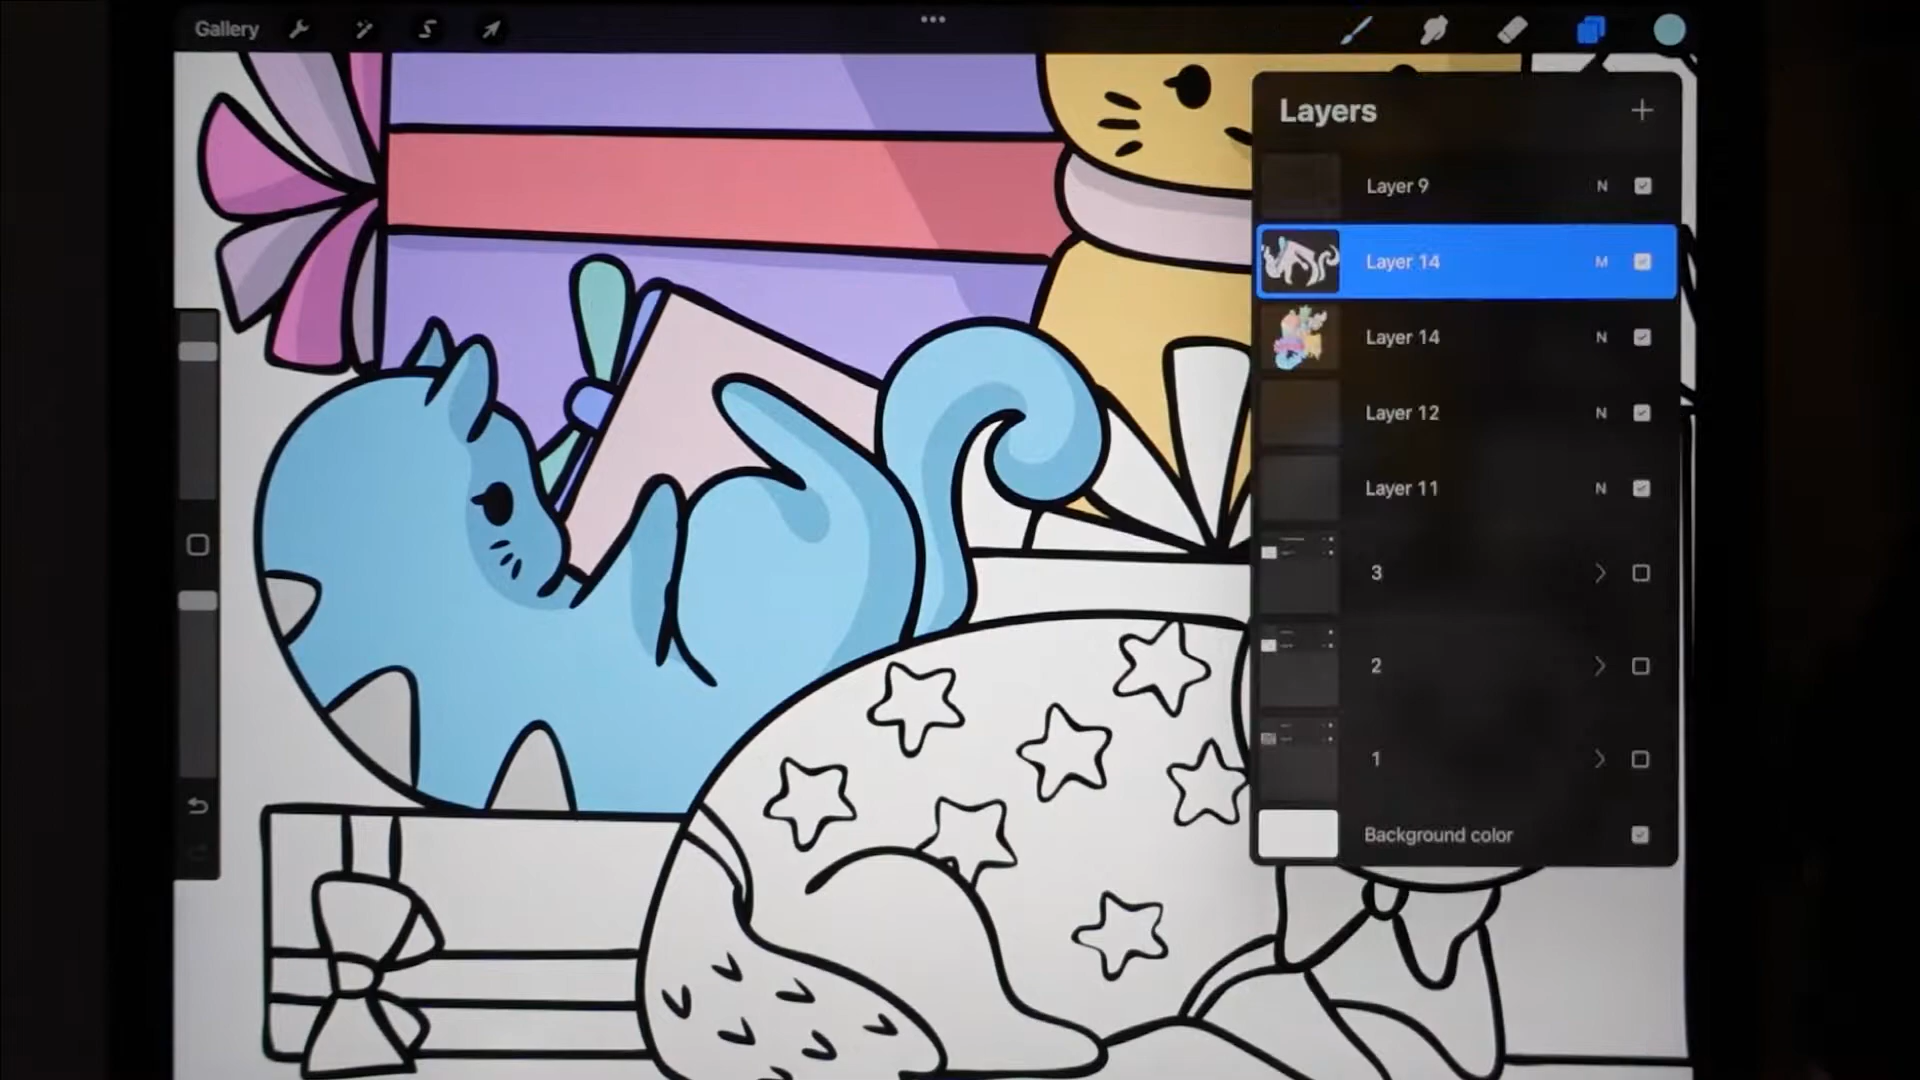 Gallery
Layers
Layer 9 N
Layer 14 M
Layer 14 N
Layer 12 N
Layer 11 N
3
2
1
Background color